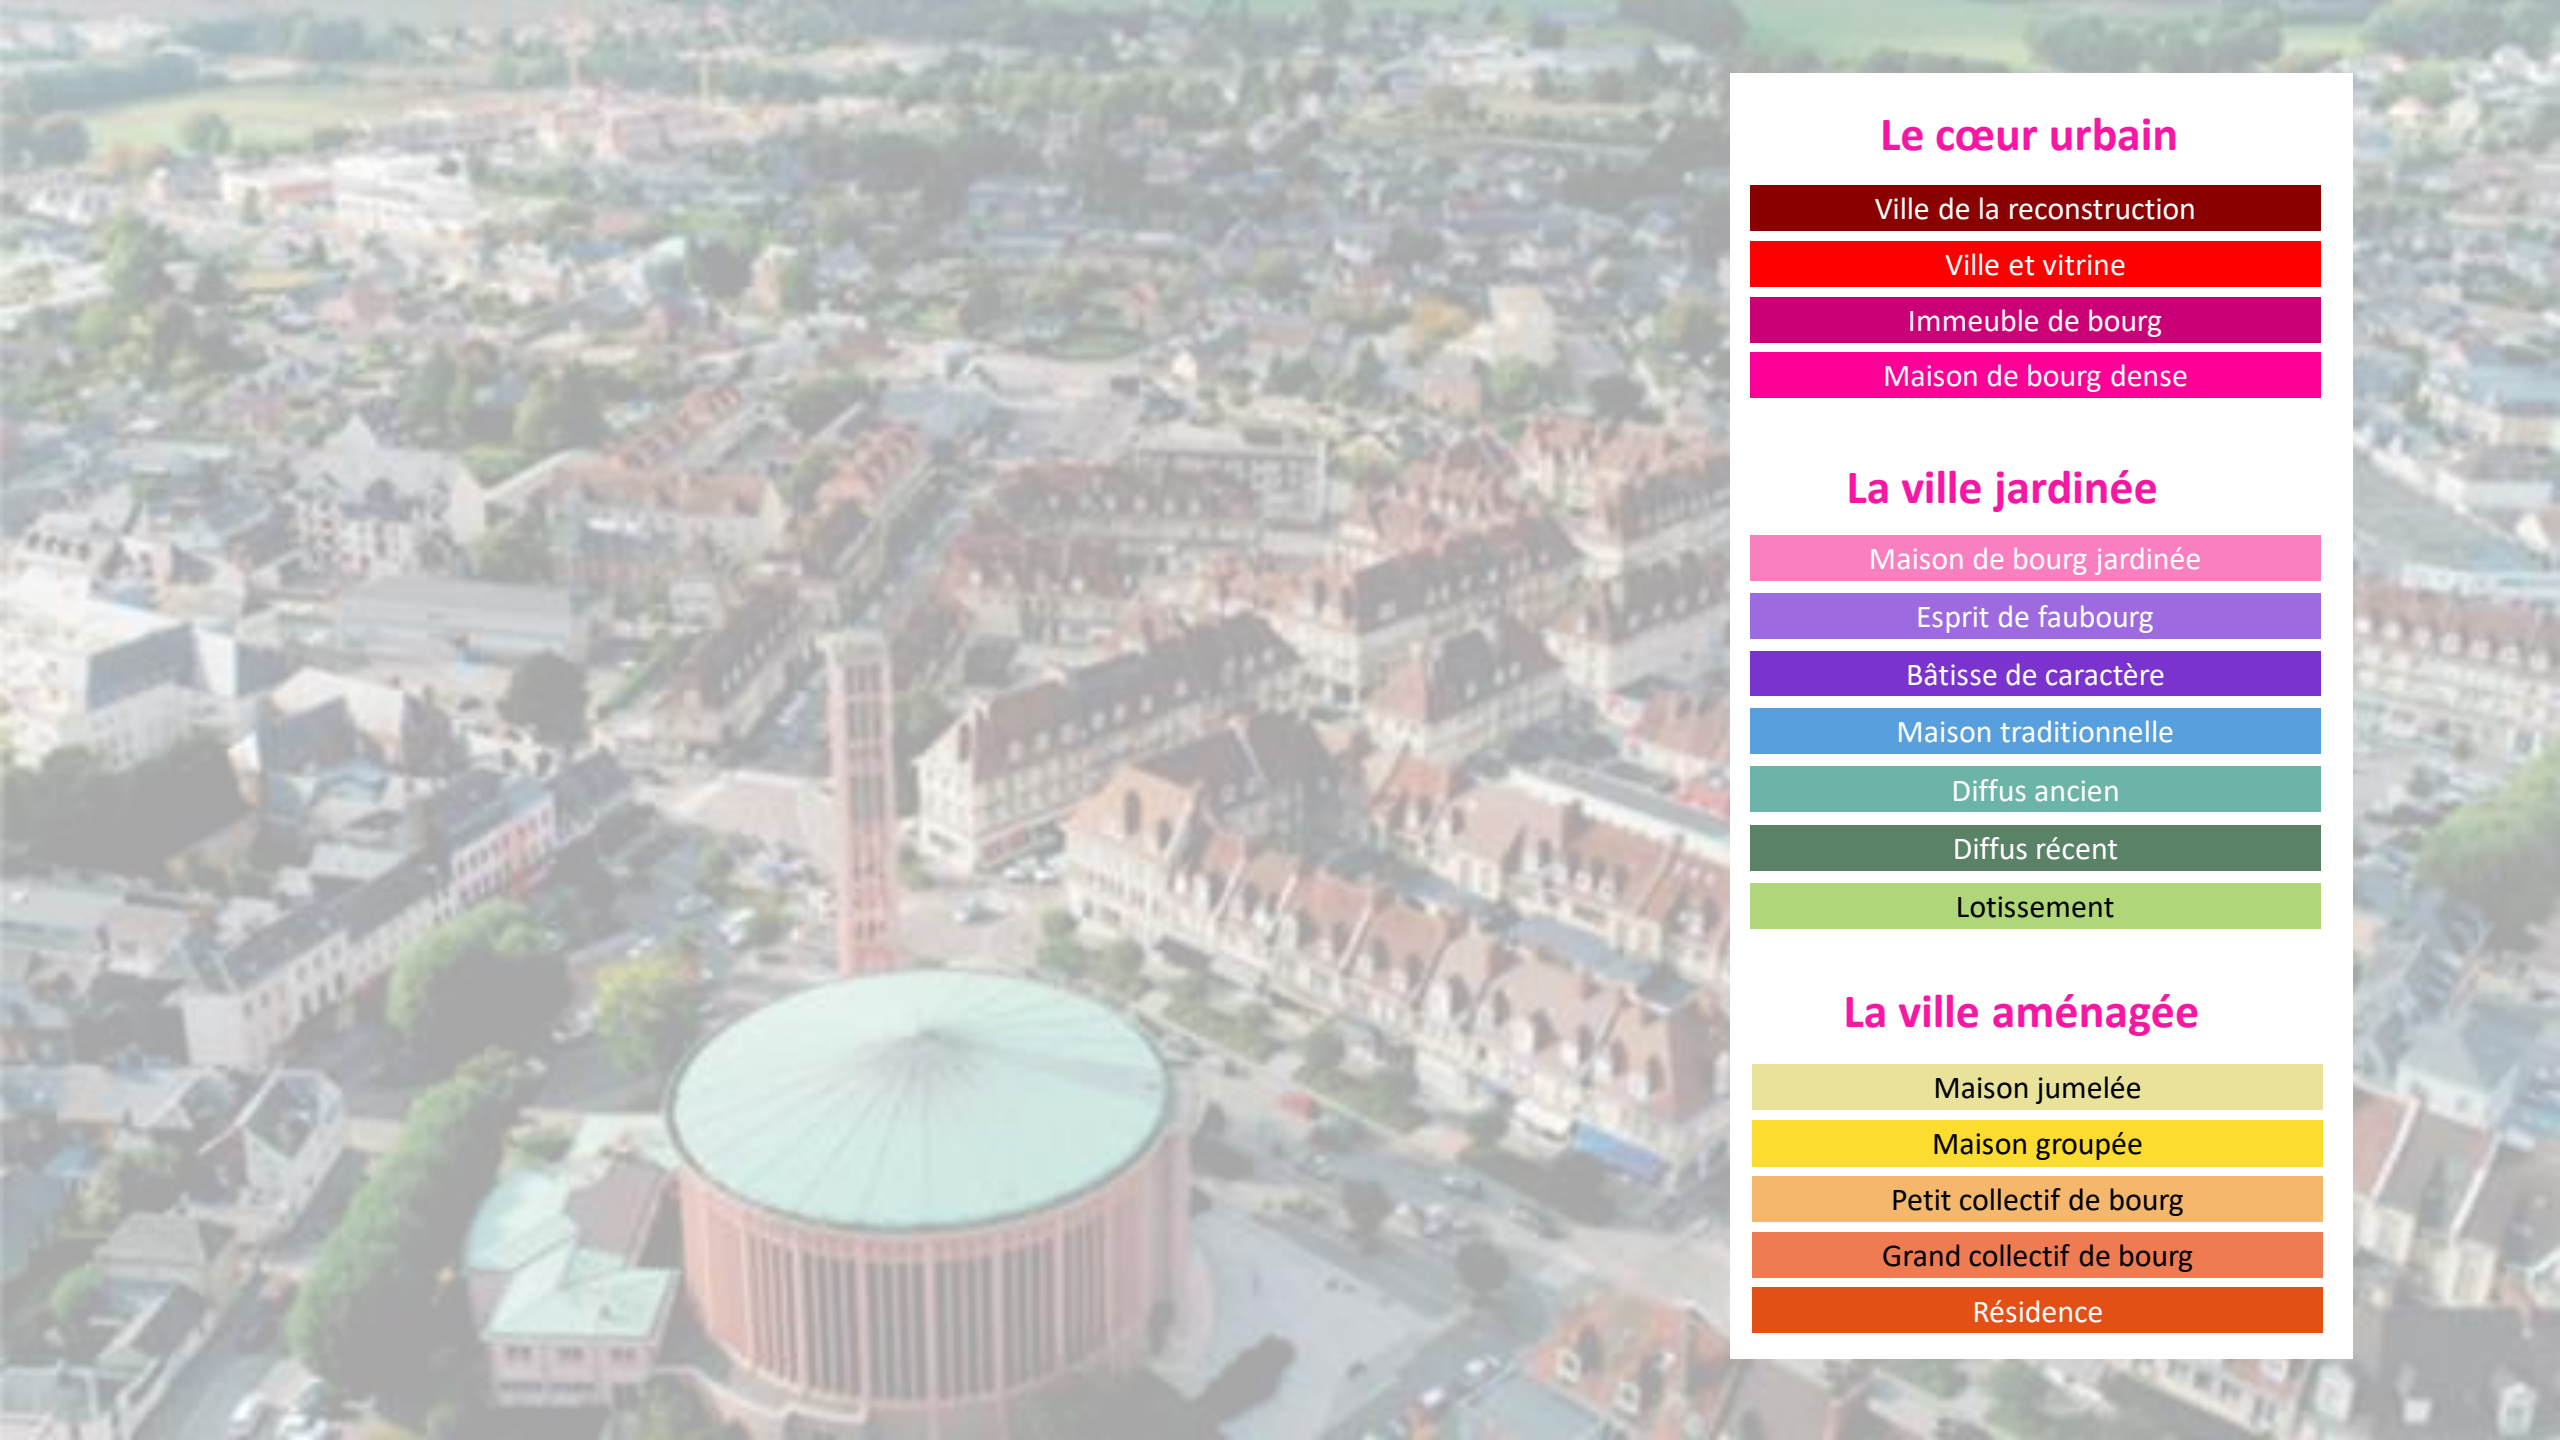 Le cœur urbain
Ville de la reconstruction
Ville et vitrine
Immeuble de bourg
Maison de bourg dense
La ville jardinée
Maison de bourg jardinée
Esprit de faubourg
Bâtisse de caractère
Maison traditionnelle
Diffus ancien
Diffus récent
Lotissement
La ville aménagée
Maison jumelée
Maison groupée
Petit collectif de bourg
Grand collectif de bourg
Résidence